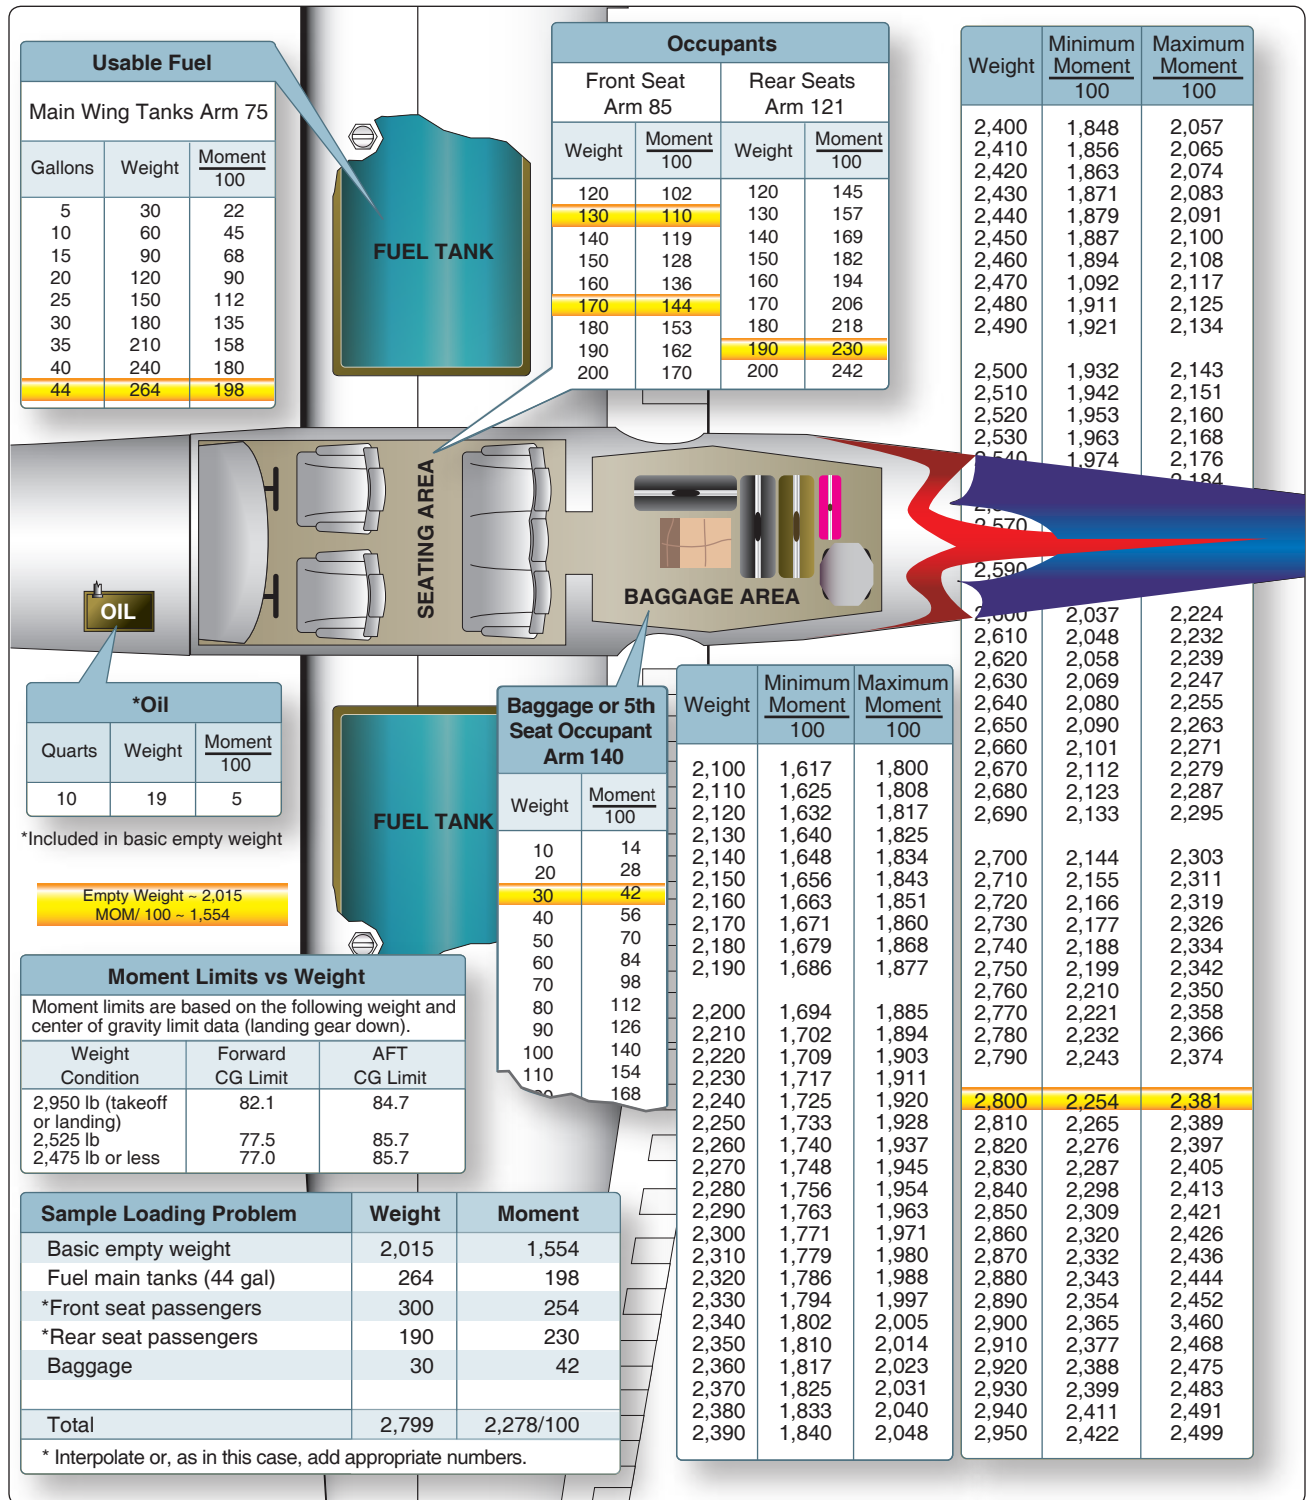 Usable Fuel
Main Wing Tanks Arm 75
Gallons Weight Moment/100
5 30 22
10 60 45
15 90 68
20 120 90
25 150 112
30 180 135
35 210 158
40 240 180
44 264 198
FUEL TANK
Occupants
Front Seat Arm 85
Rear Seats Arm 121
Weight Moment/100 Weight Moment/100
120 102 120 145
130 110 130 157
140 119 140 169
150 128 150 182
160 136 160 194
170 144 170 206
180 153 180 218
190 162 190 230
200 170 200 242
Weight Minimum Moment/100 Maximum Moment/100
2,400 1,848 2,057
2,410 1,856 2,065
2,420 1,863 2,074
2,430 1,871 2,083
2,440 1,879 2,091
2,450 1,887 2,100
2,460 1,894 2,108
2,470 1,092 2,117
2,480 1,911 2,125
2,490 1,921 2,134
2,500 1,932 2,143
2,510 1,942 2,151
2,520 1,953 2,160
2,530 1,963 2,168
2,540 1,974 2,176
2,184
2,570
2,590
2,600 2,037 2,224
2,610 2,048 2,232
2,620 2,058 2,239
2,630 2,069 2,247
2,640 2,080 2,255
2,650 2,090 2,263
2,660 2,101 2,271
2,670 2,112 2,279
2,680 2,123 2,287
2,690 2,133 2,295
2,700 2,144 2,303
2,710 2,155 2,311
2,720 2,166 2,319
2,730 2,177 2,326
2,740 2,188 2,334
2,750 2,199 2,342
2,760 2,210 2,350
2,770 2,221 2,358
2,780 2,232 2,366
2,790 2,243 2,374
2,800 2,254 2,381
2,810 2,265 2,389
2,820 2,276 2,397
2,830 2,287 2,405
2,840 2,298 2,413
2,850 2,309 2,421
2,860 2,320 2,426
2,870 2,332 2,436
2,880 2,343 2,444
2,890 2,354 2,452
2,900 2,365 3,460
2,910 2,377 2,468
2,920 2,388 2,475
2,930 2,399 2,483
2,940 2,411 2,491
2,950 2,422 2,499
SEATING AREA
BAGGAGE AREA
OIL
*Oil
Quarts Weight Moment/100
10 19 5
*Included in basic empty weight
Empty Weight ~ 2,015
MOM/ 100 ~ 1,554
FUEL TANK
Baggage or 5th
Seat Occupant
Arm 140
Weight Moment/100
10 14
20 28
30 42
40 56
50 70
60 84
70 98
80 112
90 126
100 140
110 154
168
Weight Minimum Moment/100 Maximum Moment/100
2,100 1,617 1,800
2,110 1,625 1,808
2,120 1,632 1,817
2,130 1,640 1,825
2,140 1,648 1,834
2,150 1,656 1,843
2,160 1,663 1,851
2,170 1,671 1,860
2,180 1,679 1,868
2,190 1,686 1,877
2,200 1,694 1,885
2,210 1,702 1,894
2,220 1,709 1,903
2,230 1,717 1,911
2,240 1,725 1,920
2,250 1,733 1,928
2,260 1,740 1,937
2,270 1,748 1,945
2,280 1,756 1,954
2,290 1,763 1,963
2,300 1,771 1,971
2,310 1,779 1,980
2,320 1,786 1,988
2,330 1,794 1,997
2,340 1,802 2,005
2,350 1,810 2,014
2,360 1,817 2,023
2,370 1,825 2,031
2,380 1,833 2,040
2,390 1,840 2,048
Moment Limits vs Weight
Moment limits are based on the following weight and
center of gravity limit data (landing gear down).
Weight Condition Forward CG Limit AFT CG Limit
2,950 lb (takeoff or landing) 82.1 84.7
2,525 lb 77.5 85.7
2,475 lb or less 77.0 85.7
Sample Loading Problem Weight Moment
Basic empty weight 2,015 1,554
Fuel main tanks (44 gal) 264 198
*Front seat passengers 300 254
*Rear seat passengers 190 230
Baggage 30 42
Total 2,799 2,278/100
* Interpolate or, as in this case, add appropriate numbers.